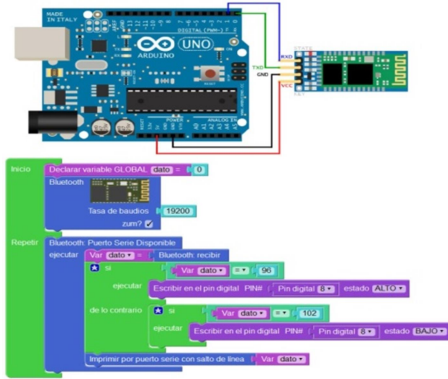 MADE IN ITALY
DIGITAL (PWM~)
UNO
ARDUINO
RXD
TXD
GND
VCC
POWER
ANALOG IN
Inicio
Declarar variable GLOBAL dato = 0
Bluetooth
Tasa de baudios 19200
zum?
Repetir
Bluetooth: Puerto Serie Disponible
ejecutar
Var dato = Bluetooth recibir
si Var dato = 96
ejecutar Escribir en el pin digital PIN# Pin digital 8 estado ALTO
de lo contrario si Var dato = 102
ejecutar Escribir en el pin digital PIN# Pin digital 8 estado BAJO
Imprimir por puerto serie con salto de línea Var dato